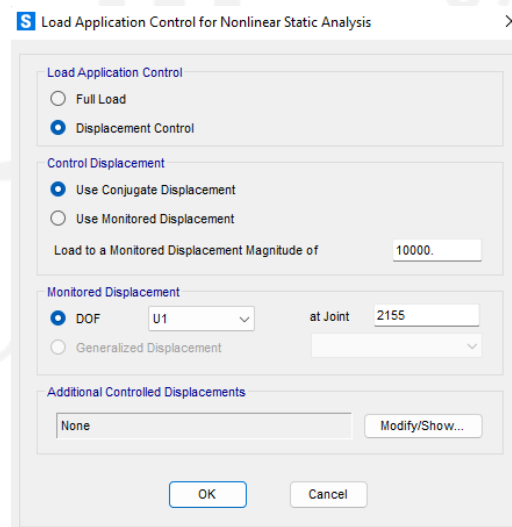 S Load Application Control for Nonlinear Static Analysis
Load Application Control
Full Load
Displacement Control
Control Displacement
Use Conjugate Displacement
Use Monitored Displacement
Load to a Monitored Displacement Magnitude of 10000.
Monitored Displacement
DOF U1 at Joint 2155
Generalized Displacement
Additional Controlled Displacements
None Modify/Show...
OK Cancel